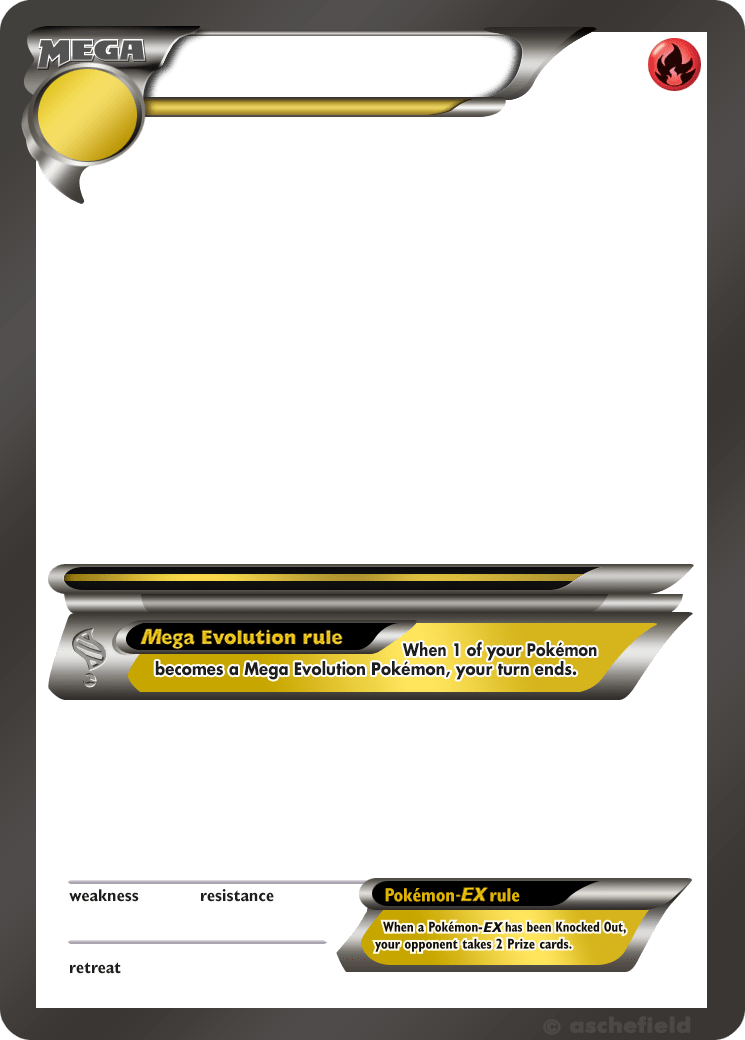 MEGA
Mega Evolution rule
When 1 of your Pokémon
becomes a Mega Evolution Pokémon, your turn ends.
weakness
resistance
Pokémon-EX rule
When a Pokémon-EX has been Knocked Out,
your opponent takes 2 Prize cards.
retreat
© aschefield